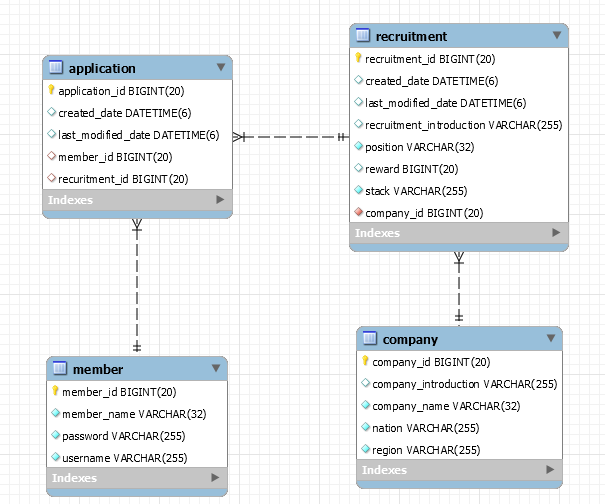 application
application_id BIGINT(20)
created_date DATETIME(6)
last_modified_date DATETIME(6)
member_id BIGINT(20)
recuritment_id BIGINT(20)
Indexes
recruitment
recruitment_id BIGINT(20)
created_date DATETIME(6)
last_modified_date DATETIME(6)
recruitment_introduction VARCHAR(255)
position VARCHAR(32)
reward BIGINT(20)
stack VARCHAR(255)
company_id BIGINT(20)
Indexes
member
member_id BIGINT(20)
member_name VARCHAR(32)
password VARCHAR(255)
username VARCHAR(255)
Indexes
company
company_id BIGINT(20)
company_introduction VARCHAR(255)
company_name VARCHAR(32)
nation VARCHAR(255)
region VARCHAR(255)
Indexes